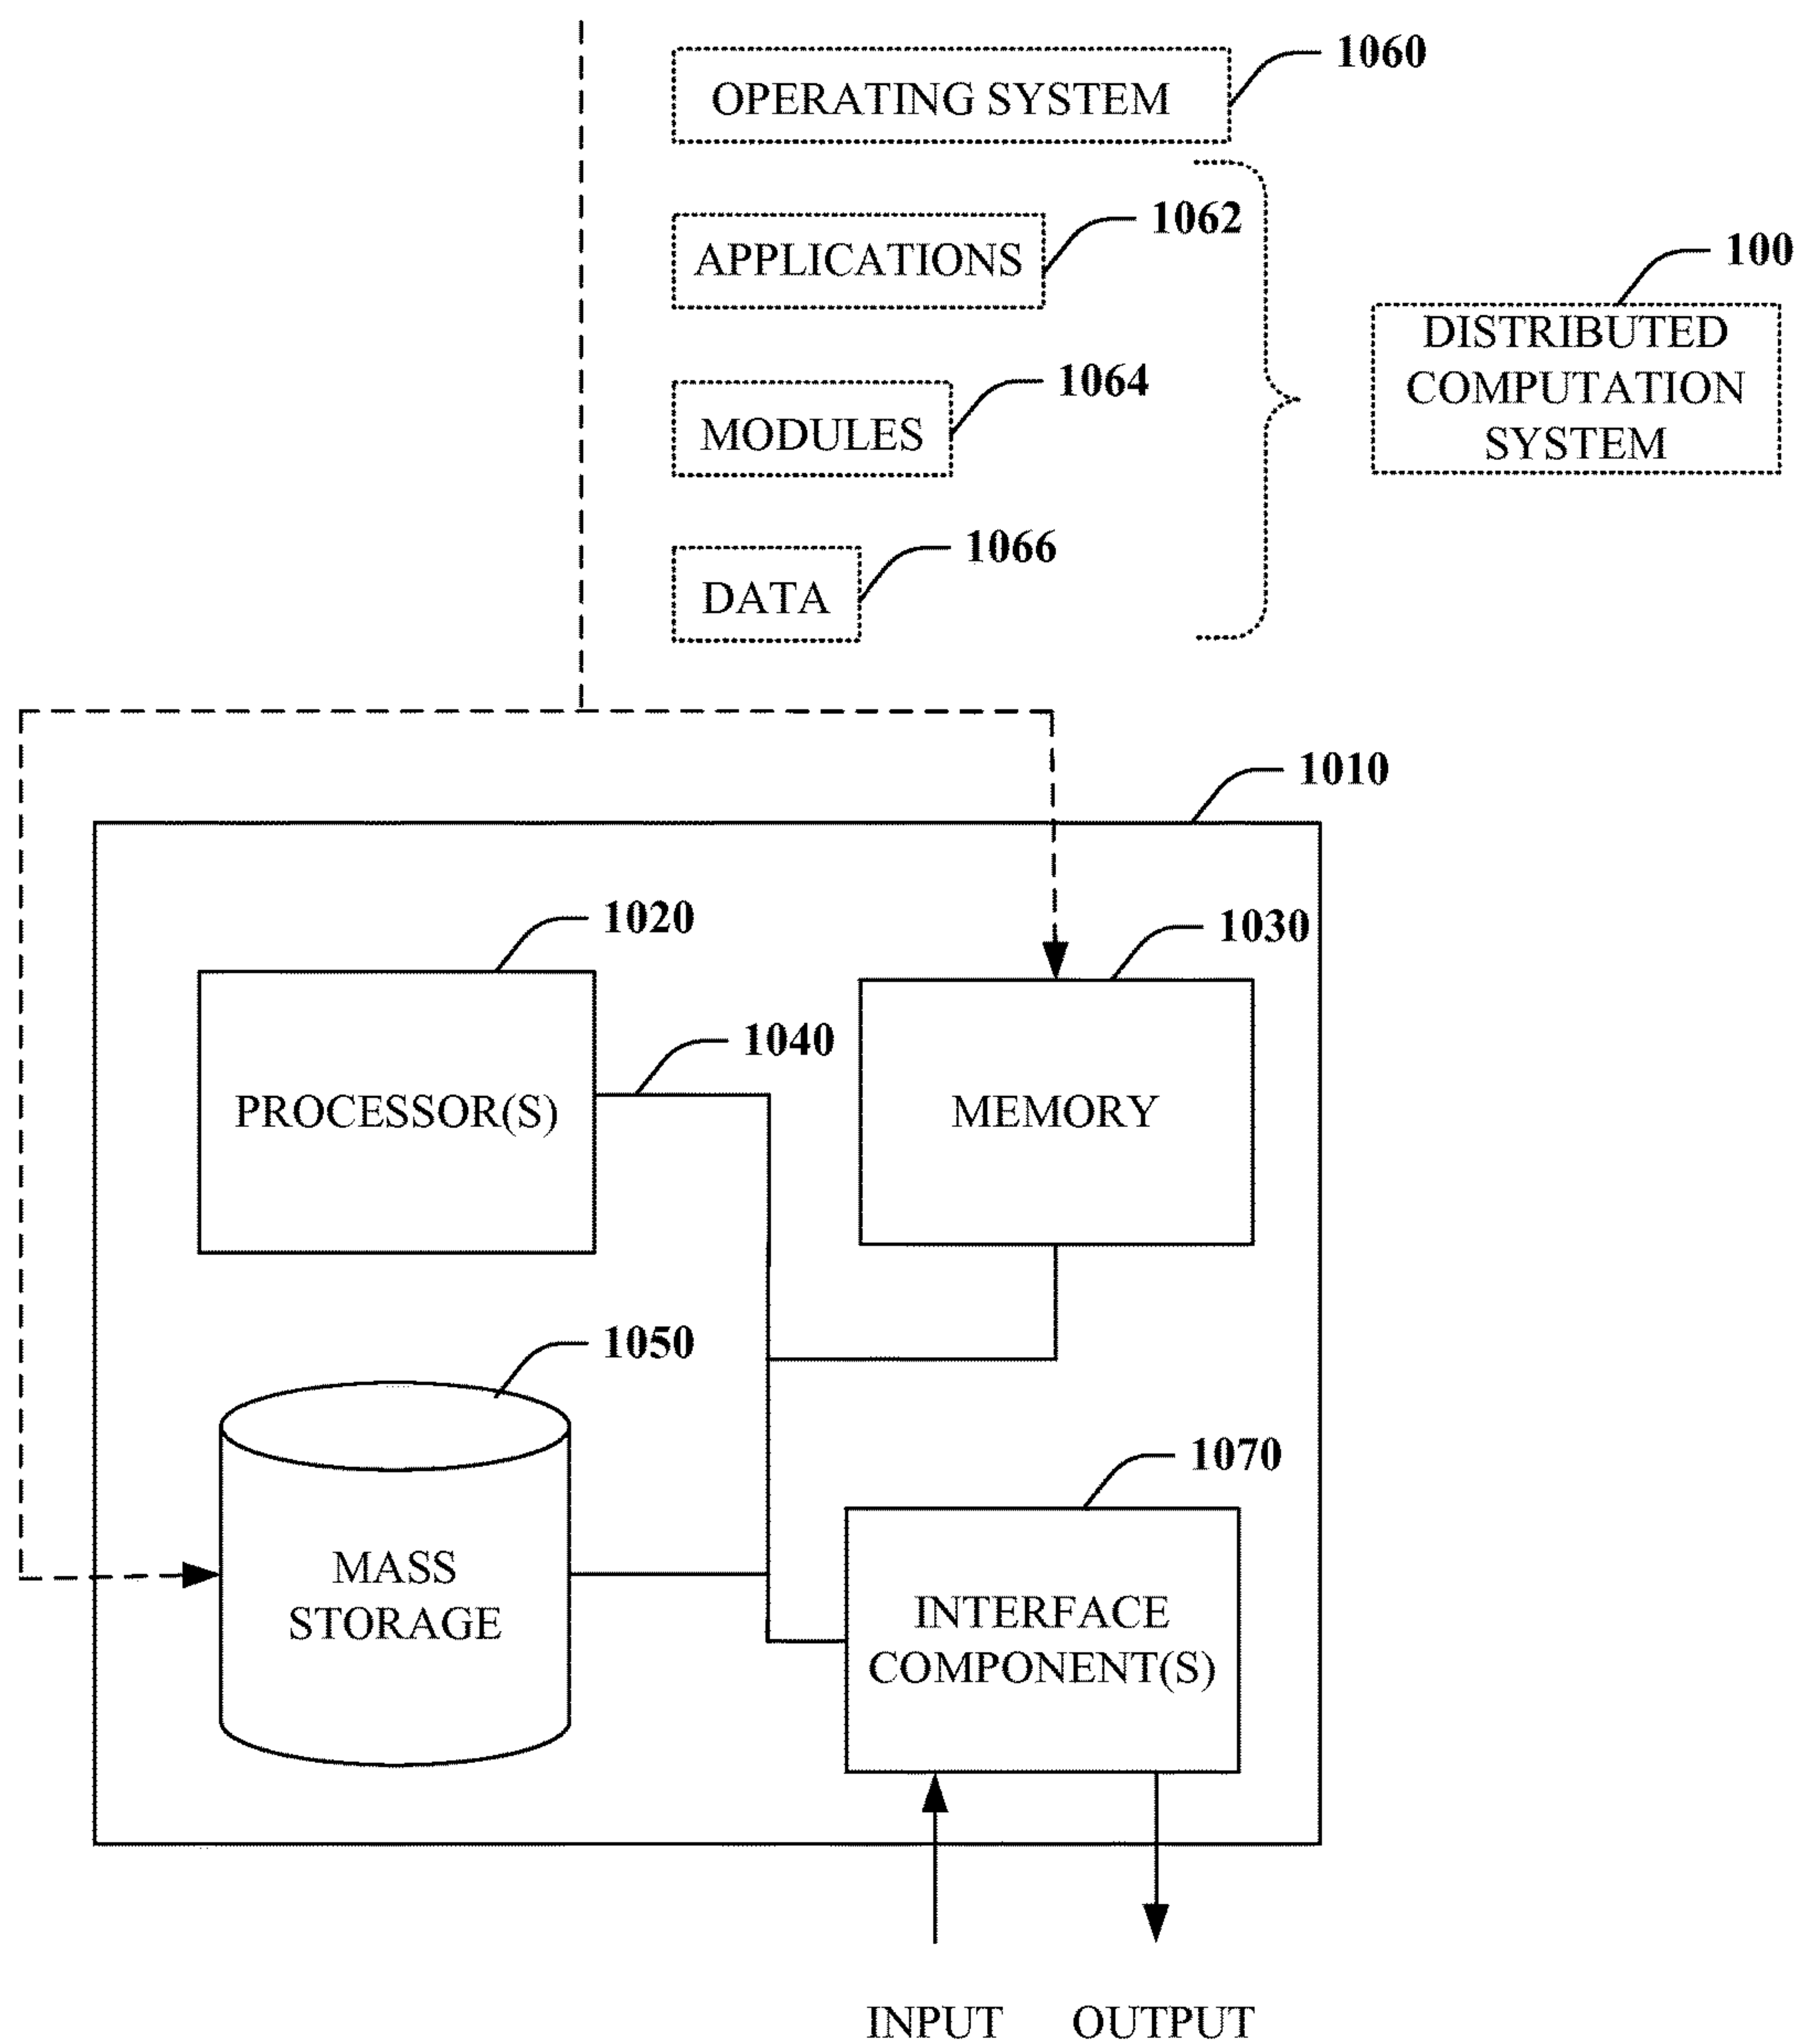 1060
OPERATING SYSTEM
1062
APPLICATIONS
100
DISTRIBUTED
COMPUTATION
SYSTEM
1064
MODULES
1066
DATA
1010
1020
PROCESSOR(S)
1030
MEMORY
1040
1050
MASS
STORAGE
1070
INTERFACE
COMPONENT(S)
INPUT
OUTPUT